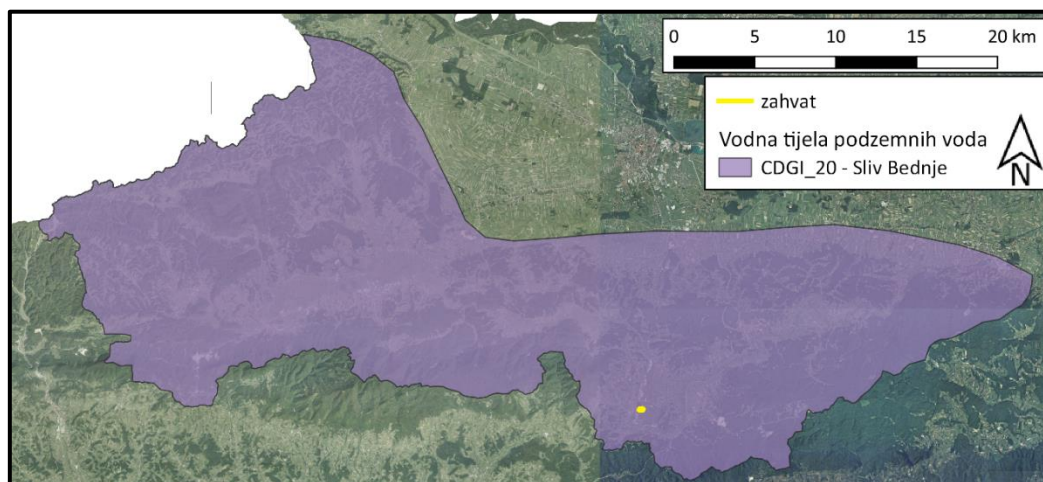 0 5 10 15 20 km
zahvat
Vodna tijela podzemnih voda
CDGI_20 - Sliv Bednje
N